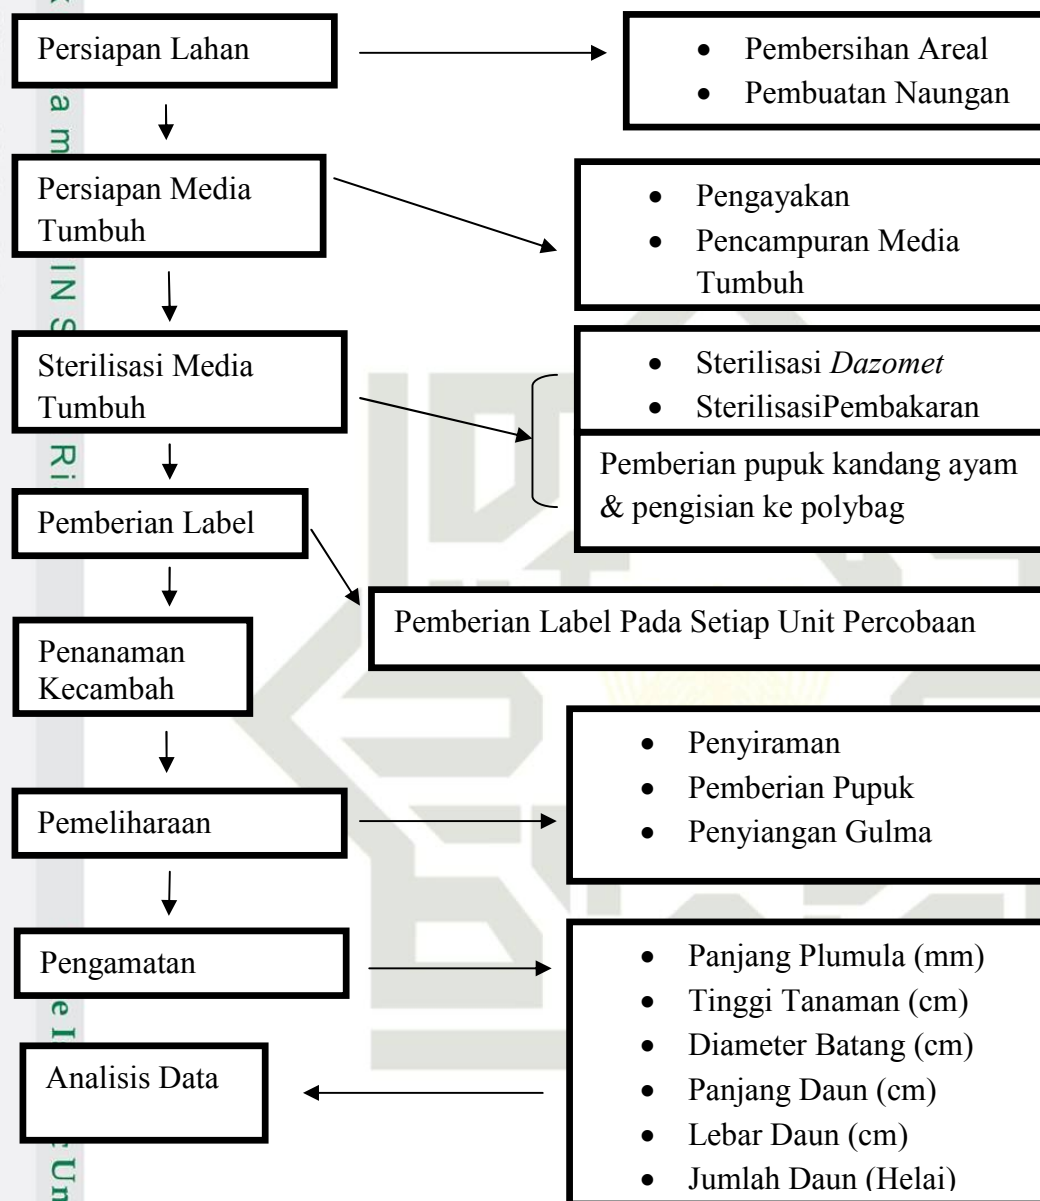 Persiapan Lahan
• Pembersihan Areal
• Pembuatan Naungan
Persiapan Media
Tumbuh
• Pengayakan
• Pencampuran Media
Tumbuh
Sterilisasi Media
Tumbuh
• Sterilisasi Dazomet
• SterilisasiPembakaran
Pemberian pupuk kandang ayam
& pengisian ke polybag
Pemberian Label
Pemberian Label Pada Setiap Unit Percobaan
Penanaman
Kecambah
Pemeliharaan
• Penyiraman
• Pemberian Pupuk
• Penyiangan Gulma
Pengamatan
• Panjang Plumula (mm)
• Tinggi Tanaman (cm)
• Diameter Batang (cm)
• Panjang Daun (cm)
• Lebar Daun (cm)
• Jumlah Daun (Helai)
Analisis Data